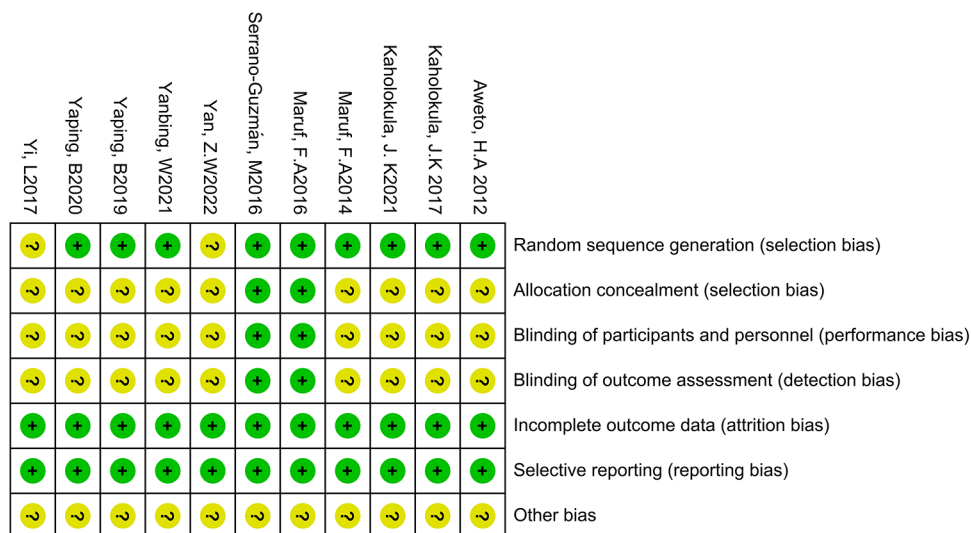 Yi, L2017
Yaping, B2020
Yaping, B2019
Yanbing, W2021
Yan, Z.W2022
Serrano-Guzmán, M2016
Maruf, F.A2016
Maruf, F.A2014
Kaholokula, J. K2021
Kaholokula, J.K 2017
Aweto, H.A 2012
? + + + ? + + + + + + Random sequence generation (selection bias)
? ? ? ? ? + + ? ? ? ? Allocation concealment (selection bias)
? ? ? ? ? + + ? ? ? ? Blinding of participants and personnel (performance bias)
? ? ? ? ? + + ? ? ? ? Blinding of outcome assessment (detection bias)
+ + + + + + + + + + + Incomplete outcome data (attrition bias)
+ + + + + + + + + + + Selective reporting (reporting bias)
? ? ? ? ? ? ? ? ? ? ? Other bias